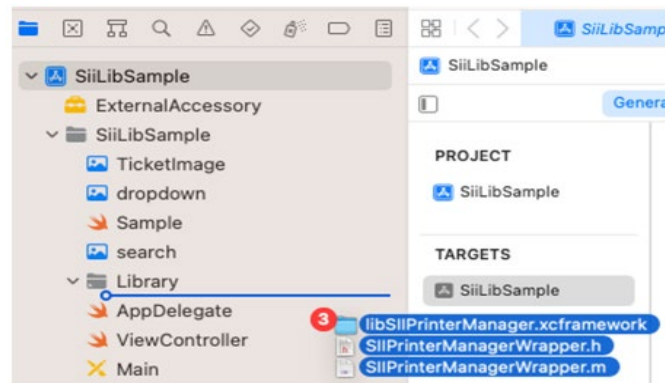 SiiLibSamp
SiiLibSample
SiiLibSample
Genera
ExternalAccessory
SiiLibSample
TicketImage
PROJECT
dropdown
SiiLibSample
Sample
search
TARGETS
Library
SiiLibSample
AppDelegate
3
libSIIPrinterManager.xcframework
ViewController
SIIPrinterManagerWrapper.h
Main
SIIPrinterManagerWrapper.m